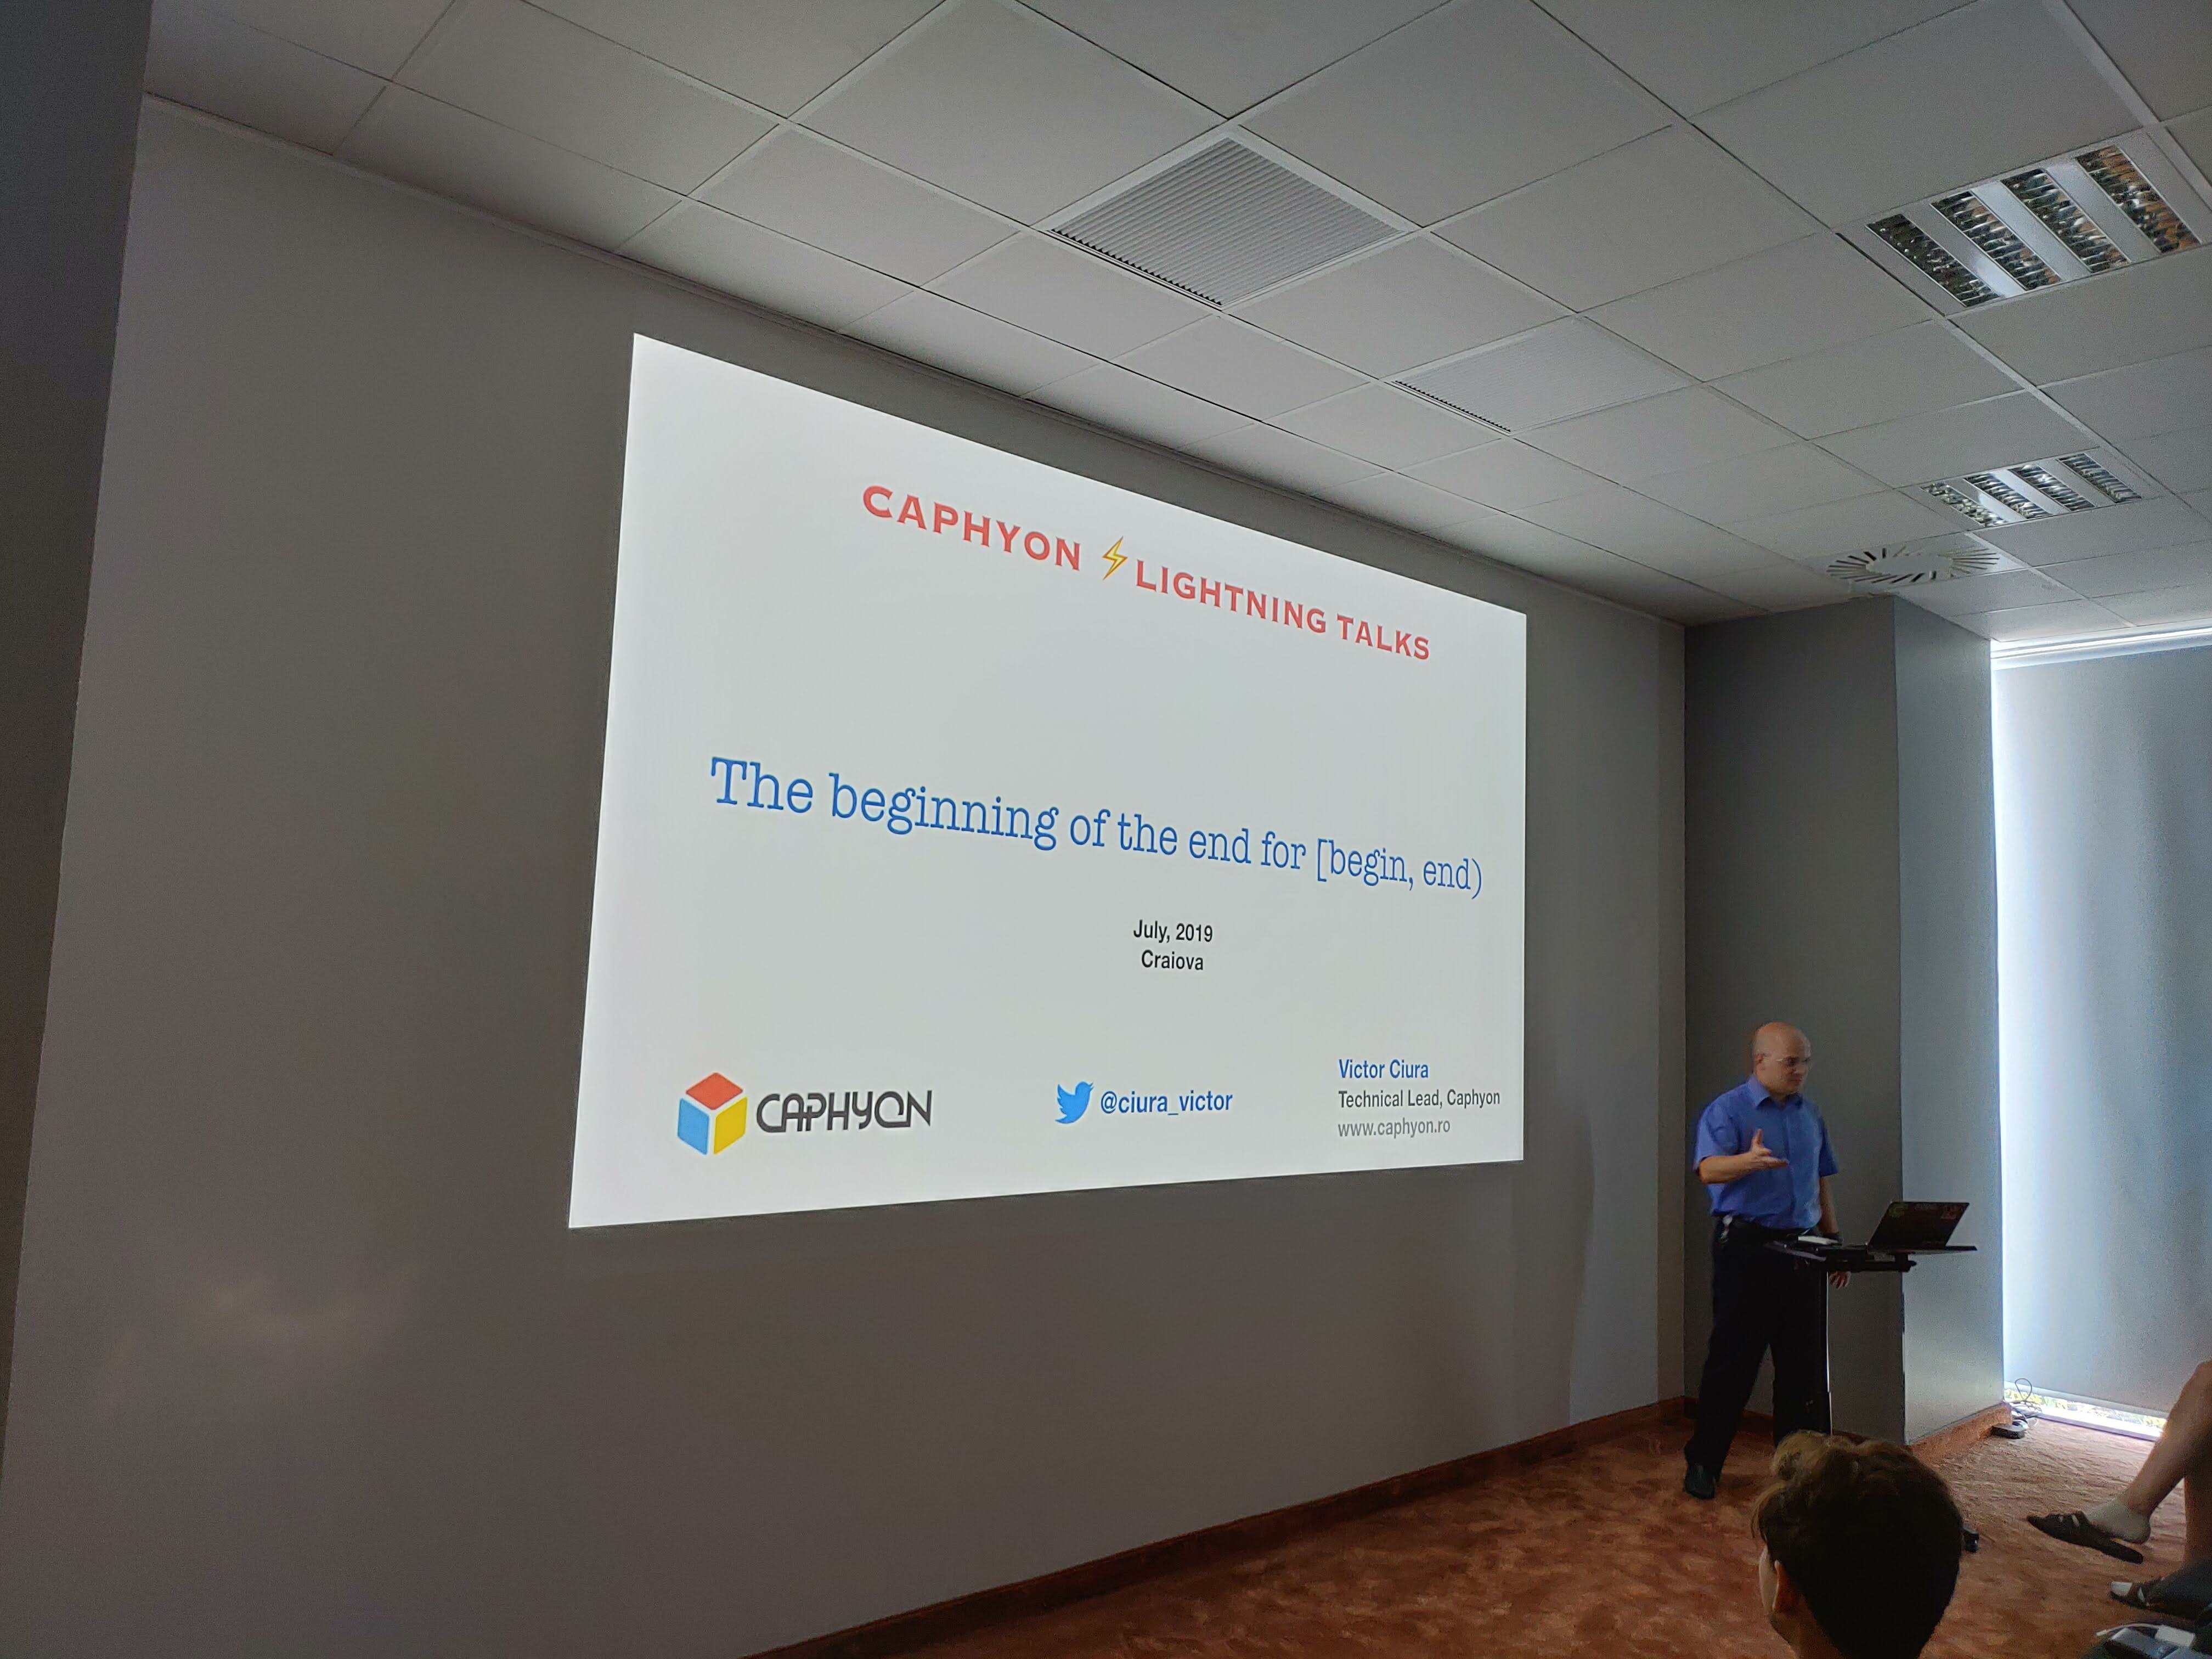 CAPHYON ⚡ LIGHTNING TALKS
The beginning of the end for [begin, end)
July, 2019
Craiova
CAPHYON
@ciura_victor
Victor Ciura
Technical Lead, Caphyon
www.caphyon.ro